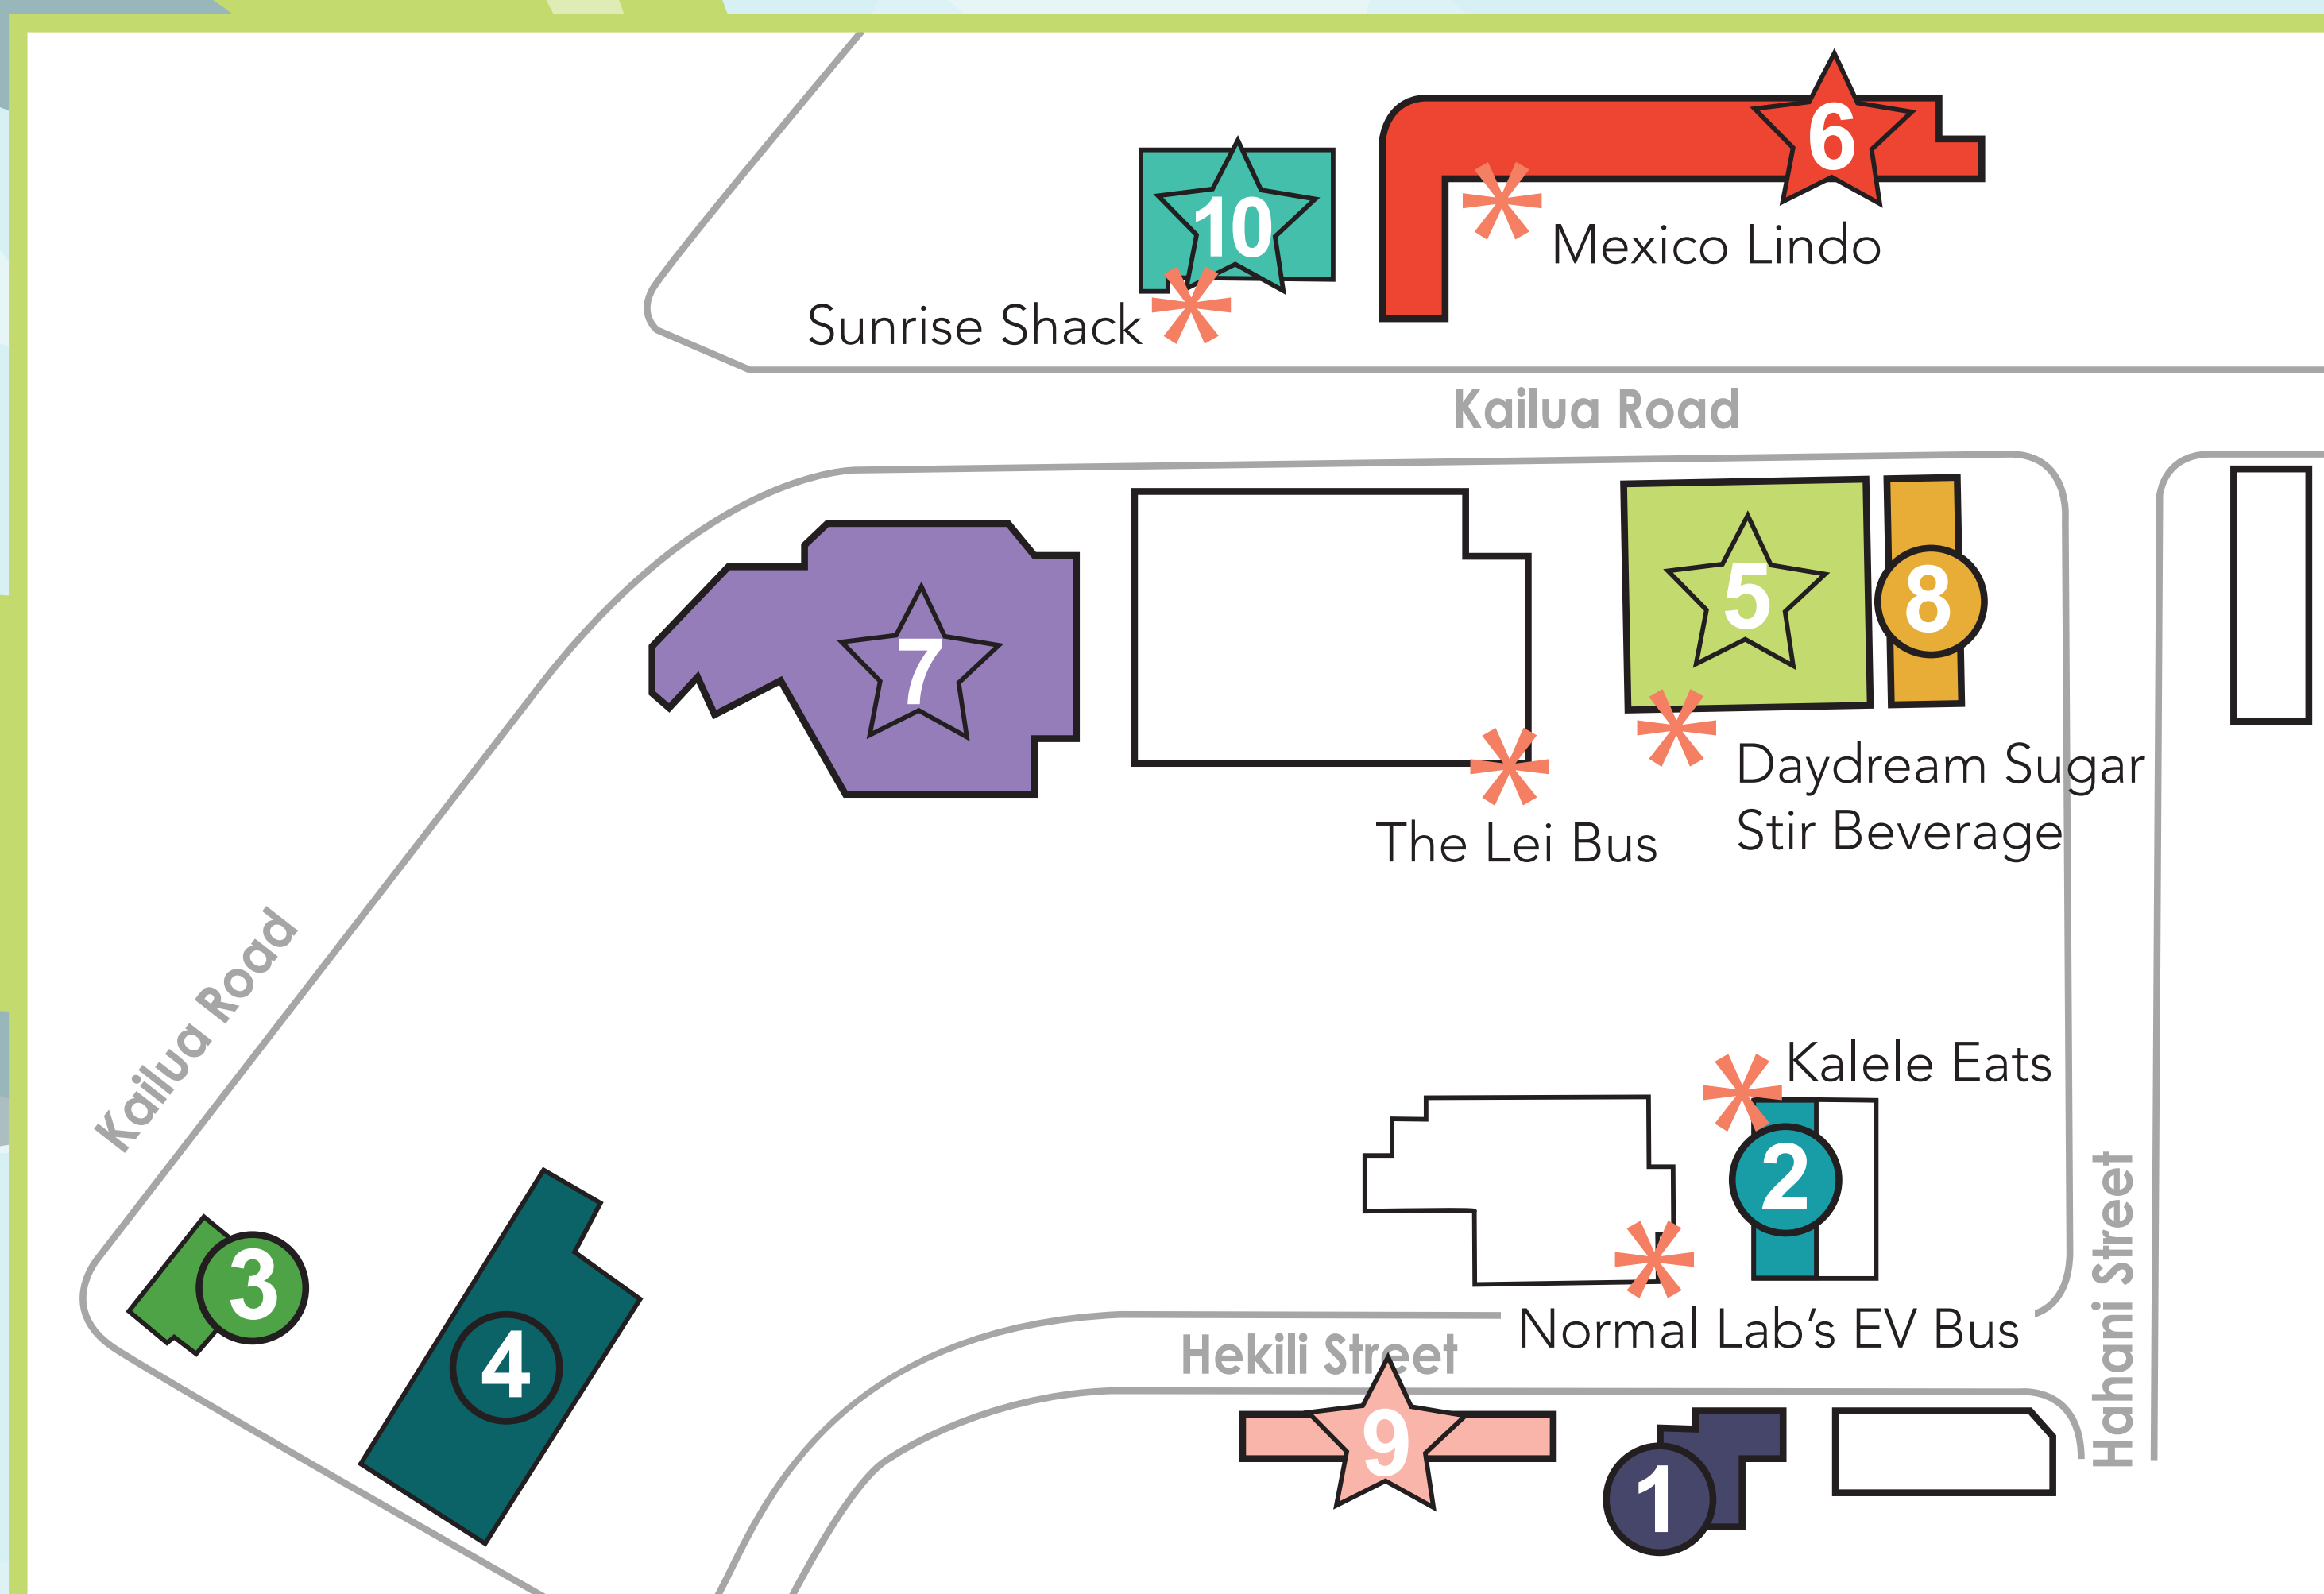 6
10
Mexico Lindo
Sunrise Shack
Kailua Road
5
8
7
Daydream Sugar
Stir Beverage
The Lei Bus
Kailua Road
Kalele Eats
2
3
4
Normal Lab's EV Bus
Hekili Street
Hahani Street
9
1